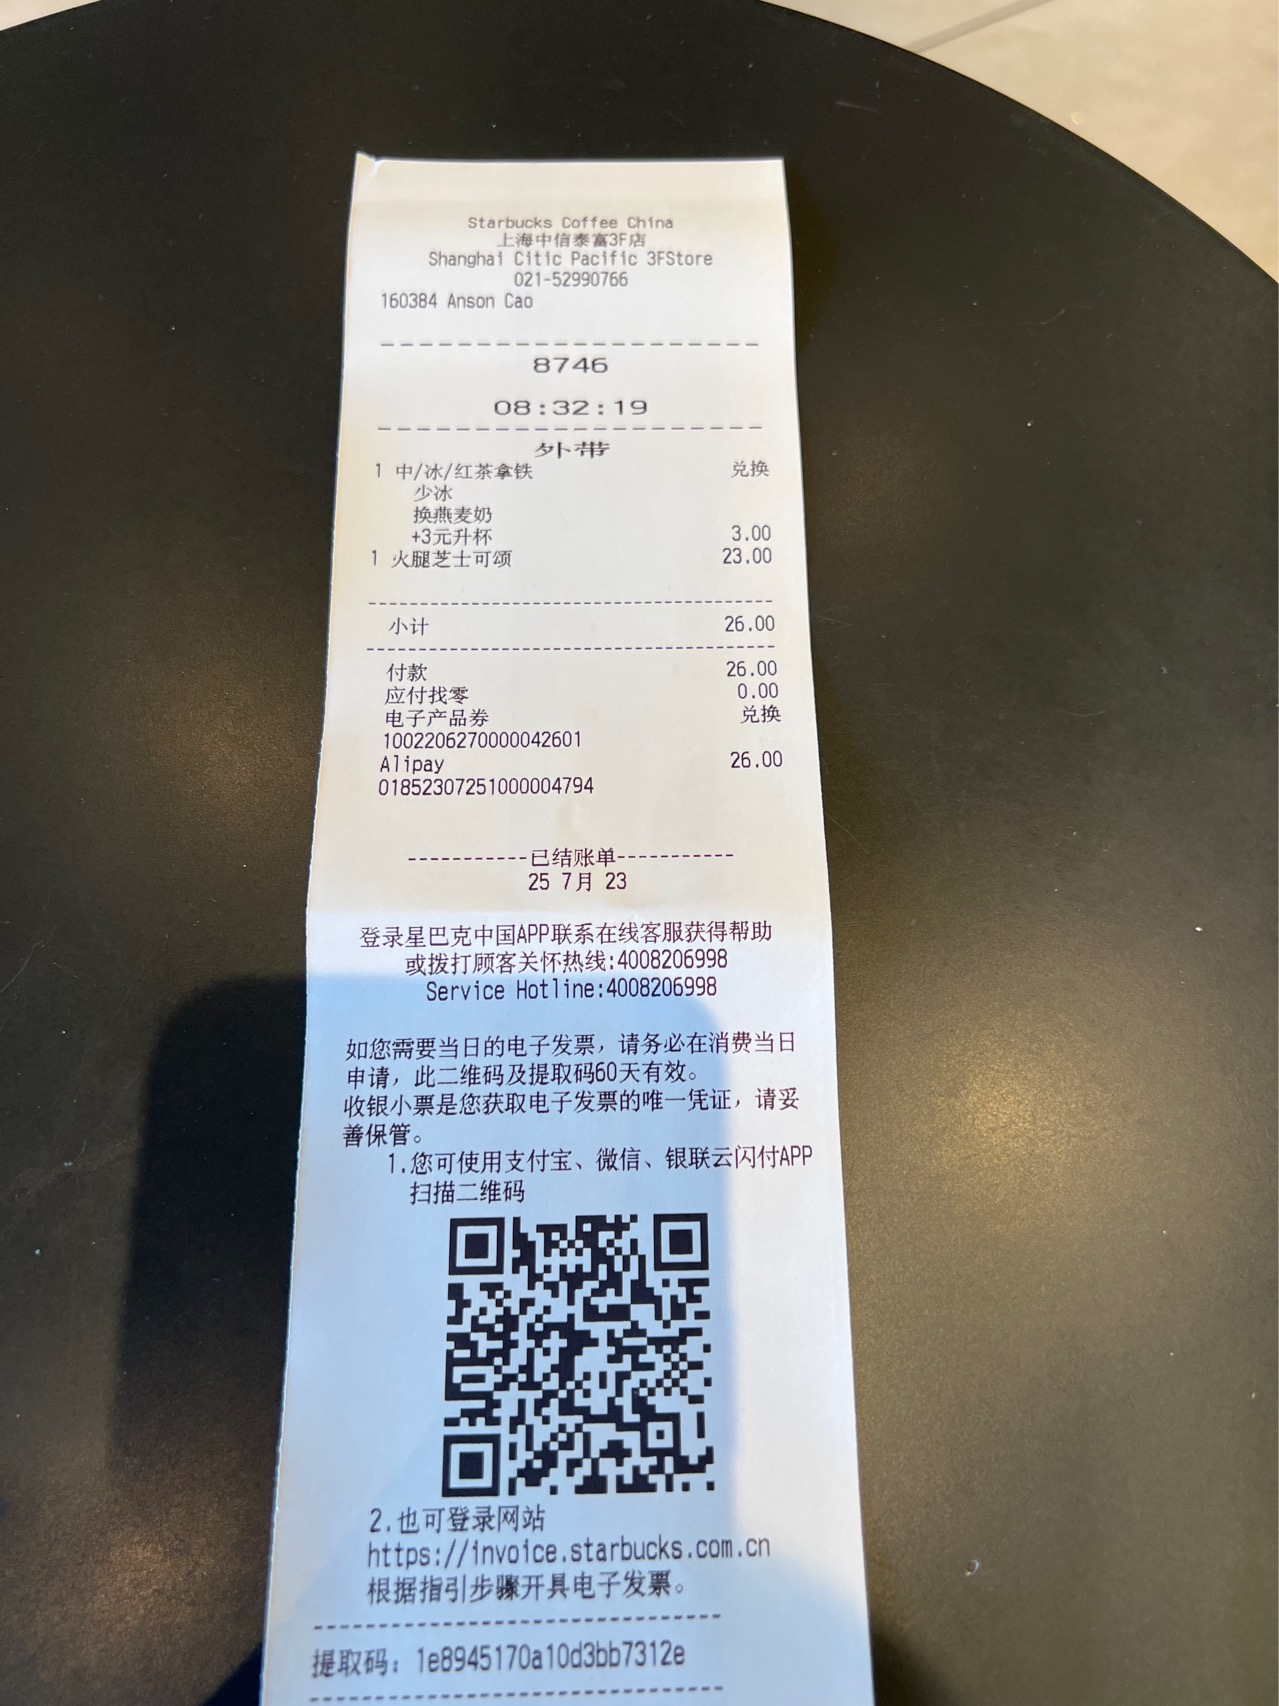 Starbucks Coffee China
上海中信泰富3F店
Shanghai Citic Pacific 3FStore
021-52990766
160384 Anson Cao
8746
08:32:19
外带
1 中/冰/红茶拿铁 兑换
少冰
换燕麦奶
+3元升杯 3.00
1 火腿芝士可颂 23.00
小计 26.00
付款 26.00
应付找零 0.00
电子产品券 兑换
1002206270000042601
Alipay 26.00
01852307251000004794
-----------已结账单-----------
25 7月 23
登录星巴克中国APP联系在线客服获得帮助
或拨打顾客关怀热线:4008206998
Service Hotline:4008206998
如您需要当日的电子发票，请务必在消费当日
申请，此二维码及提取码60天有效。
收银小票是您获取电子发票的唯一凭证，请妥
善保管。
1.您可使用支付宝、微信、银联云闪付APP
扫描二维码
2.也可登录网站
https://invoice.starbucks.com.cn
根据指引步骤开具电子发票。
提取码: 1e8945170a10d3bb7312e